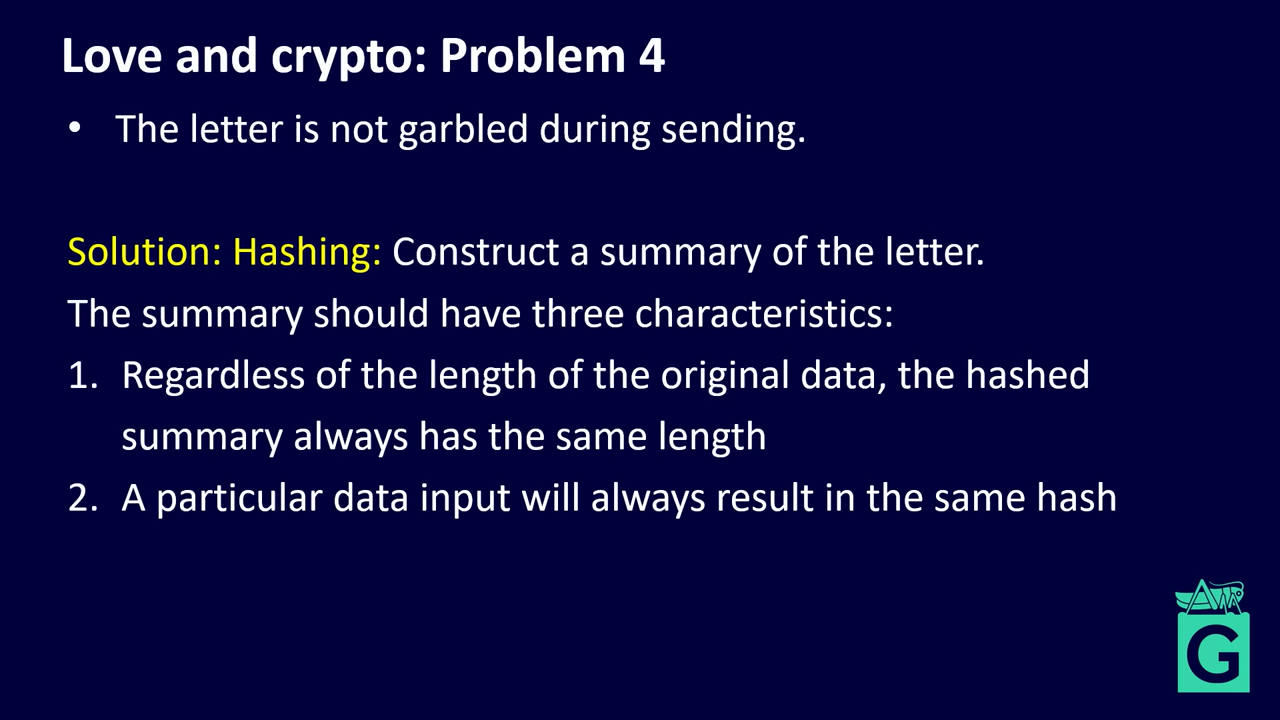 Love and crypto: Problem 4
• The letter is not garbled during sending.
Solution: Hashing: Construct a summary of the letter.
The summary should have three characteristics:
1. Regardless of the length of the original data, the hashed
summary always has the same length
2. A particular data input will always result in the same hash
G